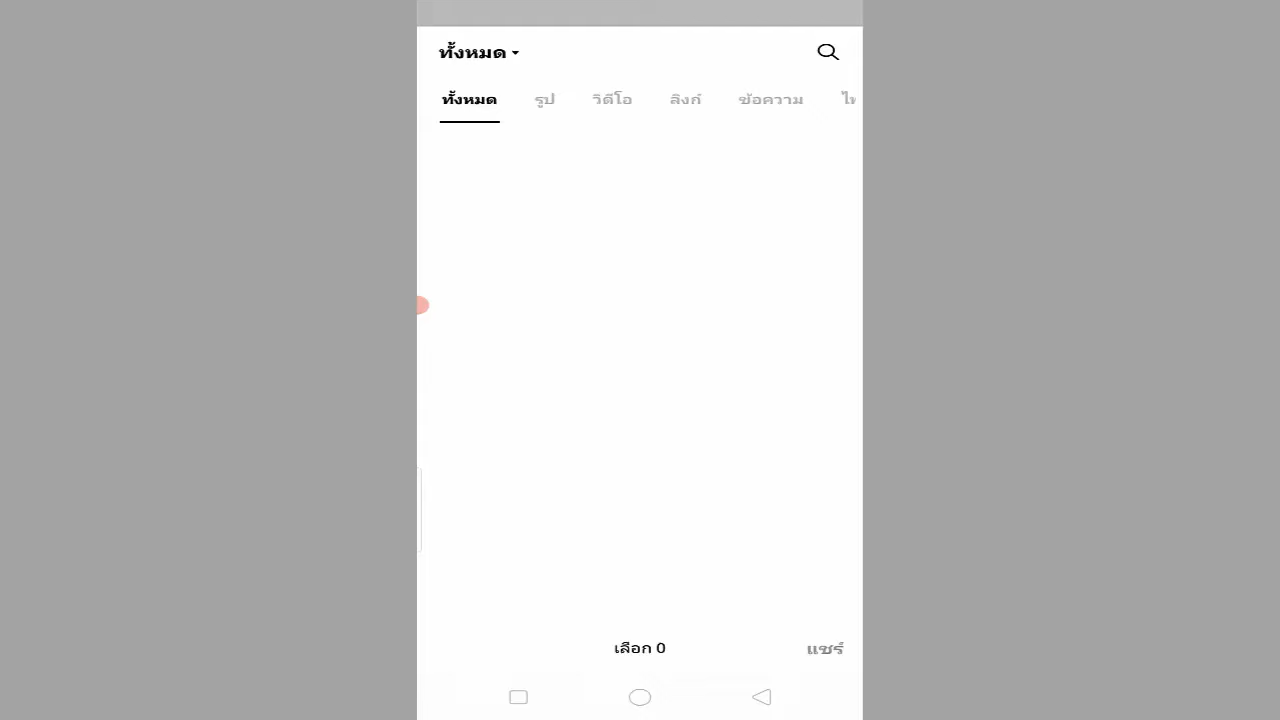 ทั้งหมด
ทั้งหมด รูป วิดีโอ ลิงก์ ข้อความ
เลือก 0 แชร์